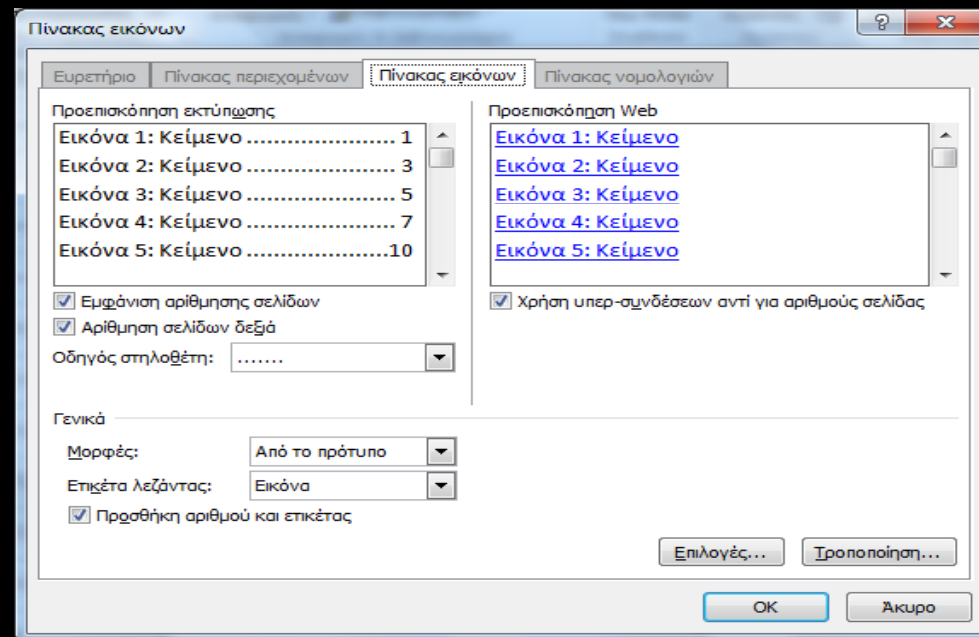 Πίνακας εικόνων
Ευρετήριο Πίνακας περιεχομένων Πίνακας εικόνων Πίνακας νομολογιών
Προεπισκόπηση εκτύπωσης
Εικόνα 1: Κείμενο ...................... 1
Εικόνα 2: Κείμενο ...................... 3
Εικόνα 3: Κείμενο ...................... 5
Εικόνα 4: Κείμενο ...................... 7
Εικόνα 5: Κείμενο ......................10
Εμφάνιση αρίθμησης σελίδων
Αρίθμηση σελίδων δεξιά
Οδηγός στηλοθέτη: .......
Προεπισκόπηση Web
Εικόνα 1: Κείμενο
Εικόνα 2: Κείμενο
Εικόνα 3: Κείμενο
Εικόνα 4: Κείμενο
Εικόνα 5: Κείμενο
Χρήση υπερ-συνδέσεων αντί για αριθμούς σελίδας
Γενικά
Μορφές: Από το πρότυπο
Ετικέτα λεζάντας: Εικόνα
Προσθήκη αριθμού και ετικέτας
Επιλογές... Τροποποίηση...
OK Άκυρο